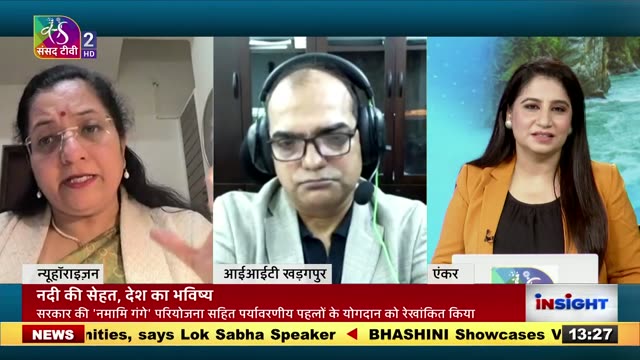 संसद टीवी 2 HD
न्यूहॉराइज़न
आईआईटी खड़गपुर
एंकर
नदी की सेहत, देश का भविष्य
सरकार की 'नमामि गंगे' परियोजना सहित पर्यावरणीय पहलों के योगदान को रेखांकित किया
INSIGHT
NEWS munities, says Lok Sabha Speaker BHASHINI Showcases V 13:27